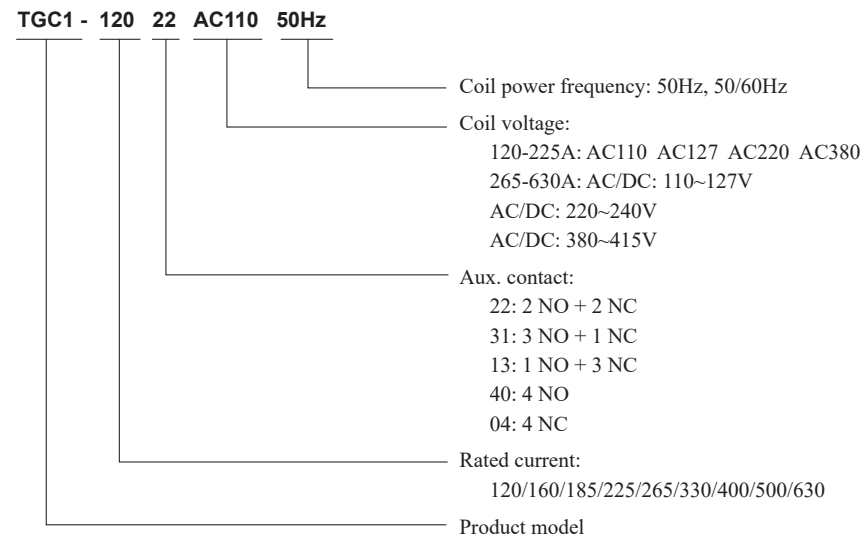 TGC1 - 120 22 AC110 50Hz
Coil power frequency: 50Hz, 50/60Hz
Coil voltage:
120-225A: AC110 AC127 AC220 AC380
265-630A: AC/DC: 110~127V
AC/DC: 220~240V
AC/DC: 380~415V
Aux. contact:
22: 2 NO + 2 NC
31: 3 NO + 1 NC
13: 1 NO + 3 NC
40: 4 NO
04: 4 NC
Rated current:
120/160/185/225/265/330/400/500/630
Product model